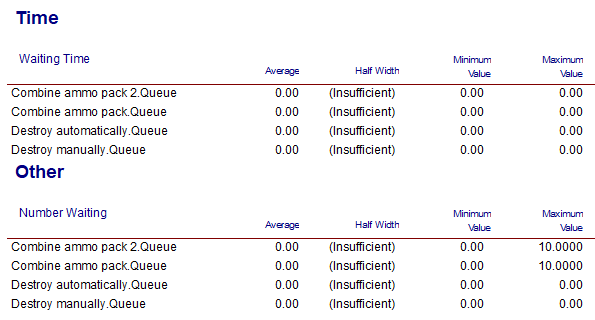 Time
Waiting Time Average Half Width Minimum Value Maximum Value
Combine ammo pack 2.Queue 0.00 (Insufficient) 0.00 0.00
Combine ammo pack.Queue 0.00 (Insufficient) 0.00 0.00
Destroy automatically.Queue 0.00 (Insufficient) 0.00 0.00
Destroy manually.Queue 0.00 (Insufficient) 0.00 0.00
Other
Number Waiting Average Half Width Minimum Value Maximum Value
Combine ammo pack 2.Queue 0.00 (Insufficient) 0.00 10.0000
Combine ammo pack.Queue 0.00 (Insufficient) 0.00 10.0000
Destroy automatically.Queue 0.00 (Insufficient) 0.00 0.00
Destroy manually.Queue 0.00 (Insufficient) 0.00 0.00